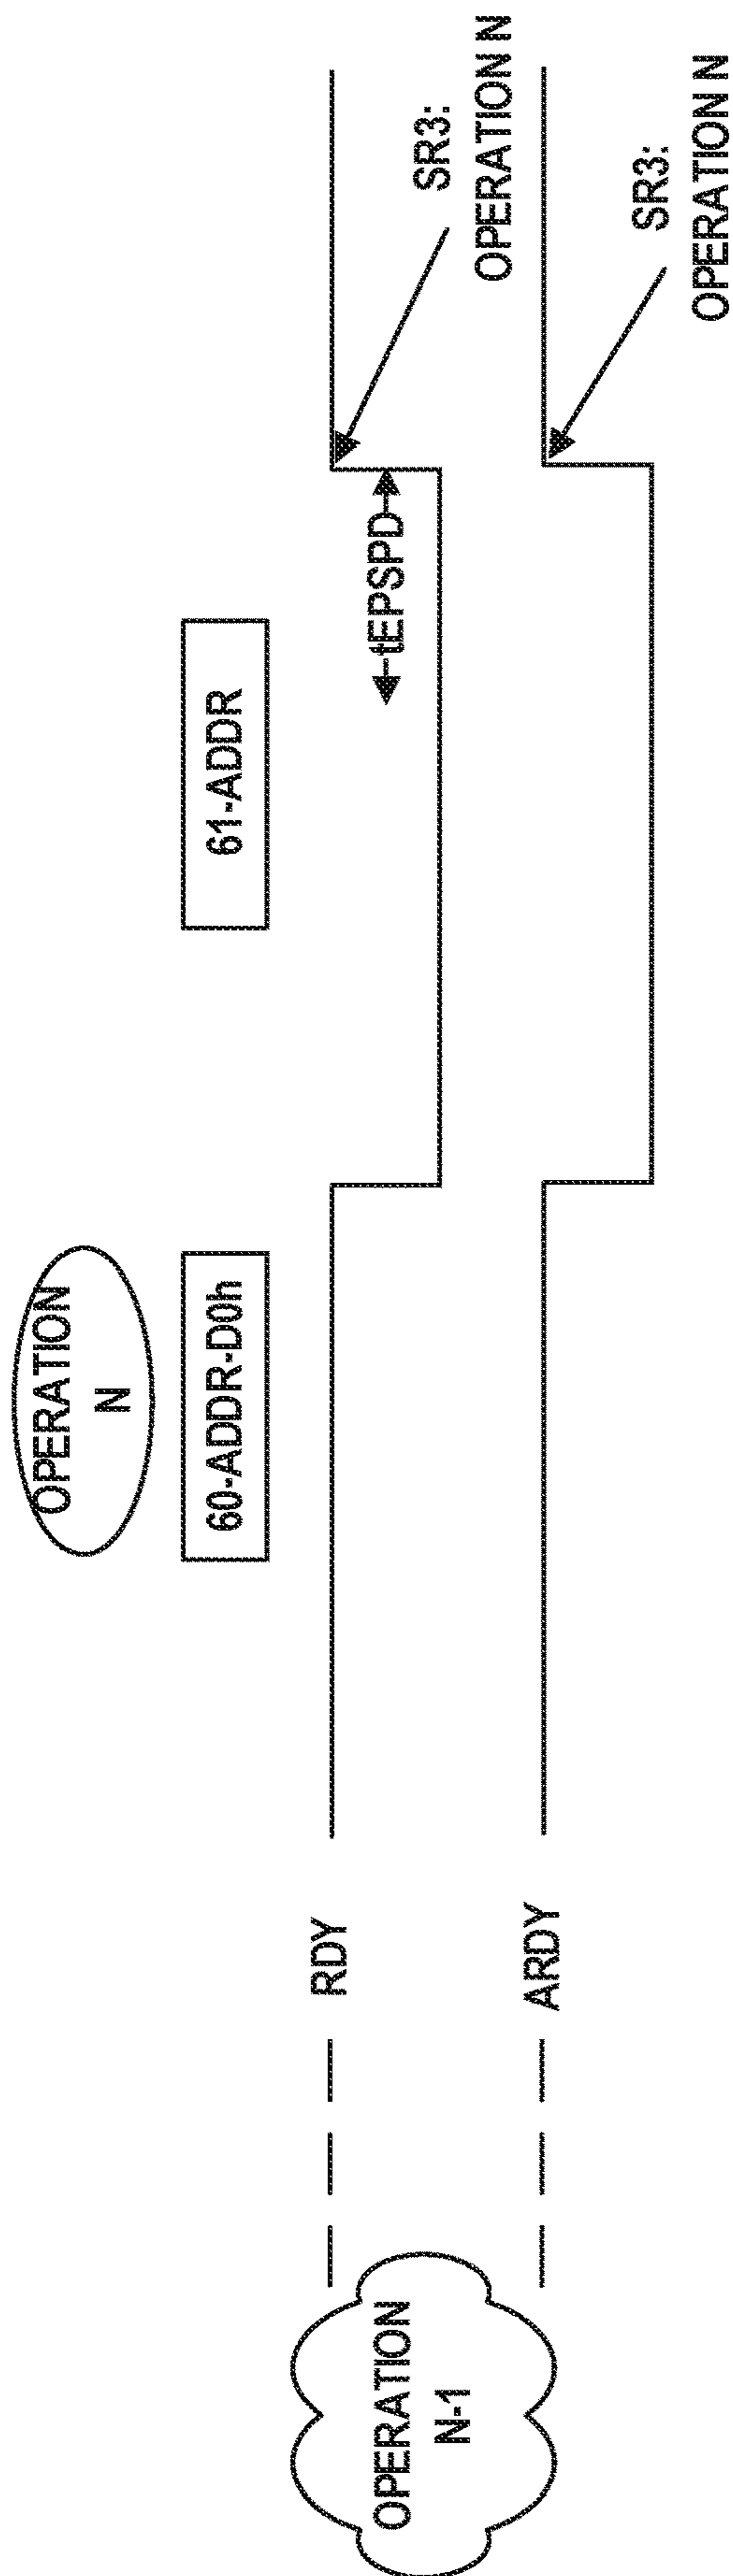 OPERATION
N
60-ADDR-D0h
61-ADDR
OPERATION
N-1
RDY
tEPSPD
SR3:
OPERATION N
ARDY
SR3:
OPERATION N